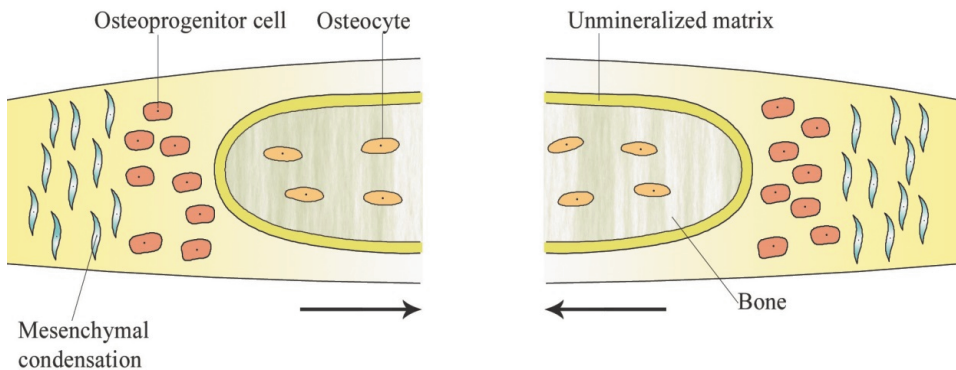 Osteoprogenitor cell
Osteocyte
Unmineralized matrix
Bone
Mesenchymal
condensation